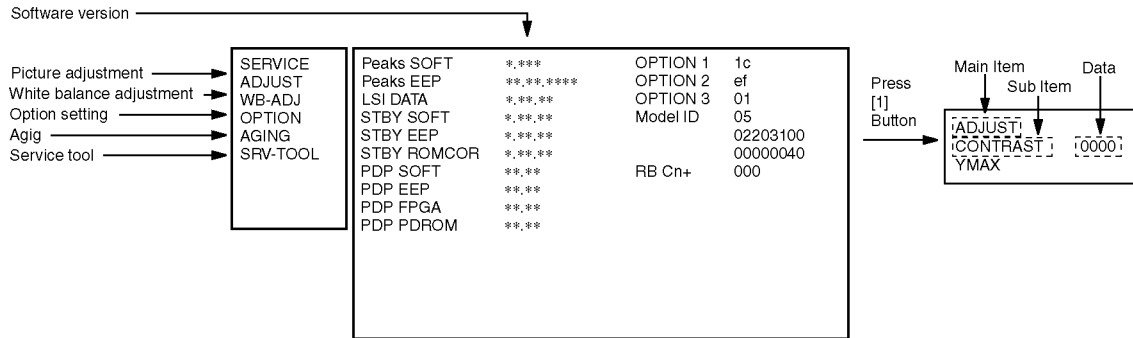 Software version
Picture adjustment
White balance adjustment
Option setting
Agig
Service tool
SERVICE
ADJUST
WB-ADJ
OPTION
AGING
SRV-TOOL
Peaks SOFT *.*** OPTION 1 1c
Peaks EEP **.**.**** OPTION 2 ef
LSI DATA *.**.** OPTION 3 01
STBY SOFT *.**.** Model ID 05
STBY EEP *.**.** 02203100
STBY ROMCOR *.**.** 00000040
PDP SOFT **.** RB Cn+ 000
PDP EEP **.**
PDP FPGA **.**
PDP PDROM **.**
Press
[1]
Button
Main Item
Sub Item
Data
ADJUST
CONTRAST 0000
YMAX